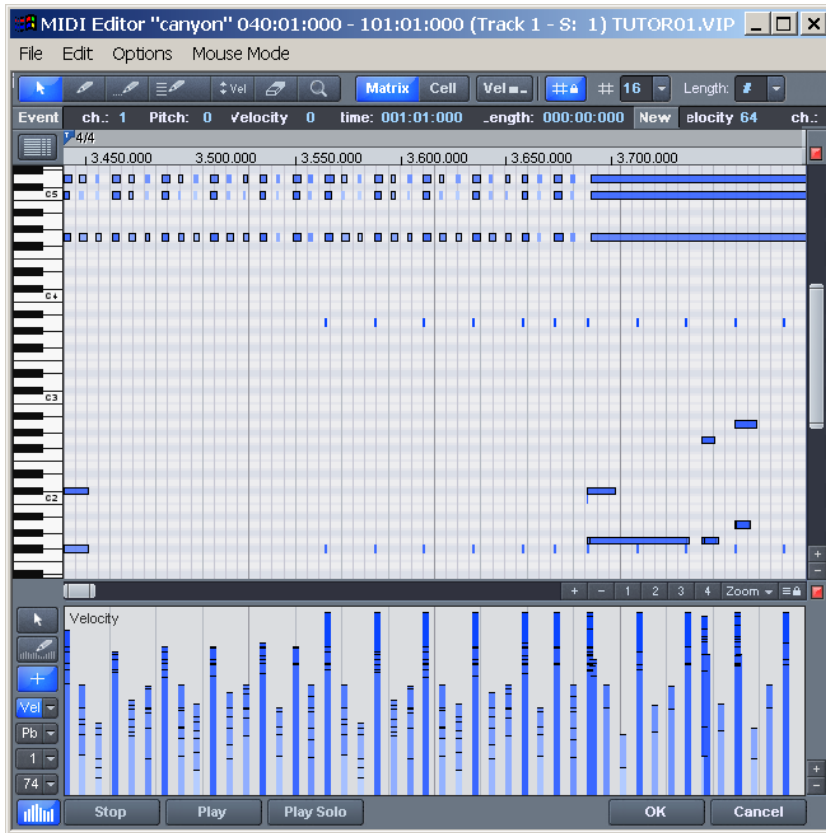 MIDI Editor "canyon" 040:01:000 - 101:01:000 (Track 1 - S: 1) TUTOR01.VIP
File Edit Options Mouse Mode
Vel Matrix Cell Vel 16 Length: #
Event ch.: 1 Pitch: 0 Velocity 0 time: 001:01:000 Length: 000:00:000 New elocity 64 ch.:
4/4
3.450.000 3.500.000 3.550.000 3.600.000 3.650.000 3.700.000
C5
C4
C3
C2
+ - 1 2 3 4 Zoom
Velocity
Vel
Pb
1
74
Stop Play Play Solo OK Cancel